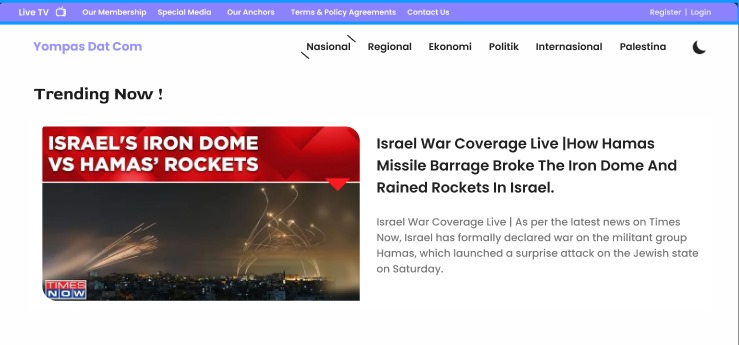 Live TV Our Membership Special Media Our Anchors Terms & Policy Agreements Contact Us Register | Login
Yompas Dat Com Nasional Regional Ekonomi Politik Internasional Palestina
Trending Now !
ISRAEL'S IRON DOME
VS HAMAS' ROCKETS
TIMES
NOW
Israel War Coverage Live |How Hamas
Missile Barrage Broke The Iron Dome And
Rained Rockets In Israel.
Israel War Coverage Live | As per the latest news on Times
Now, Israel has formally declared war on the militant group
Hamas, which launched a surprise attack on the Jewish state
on Saturday.